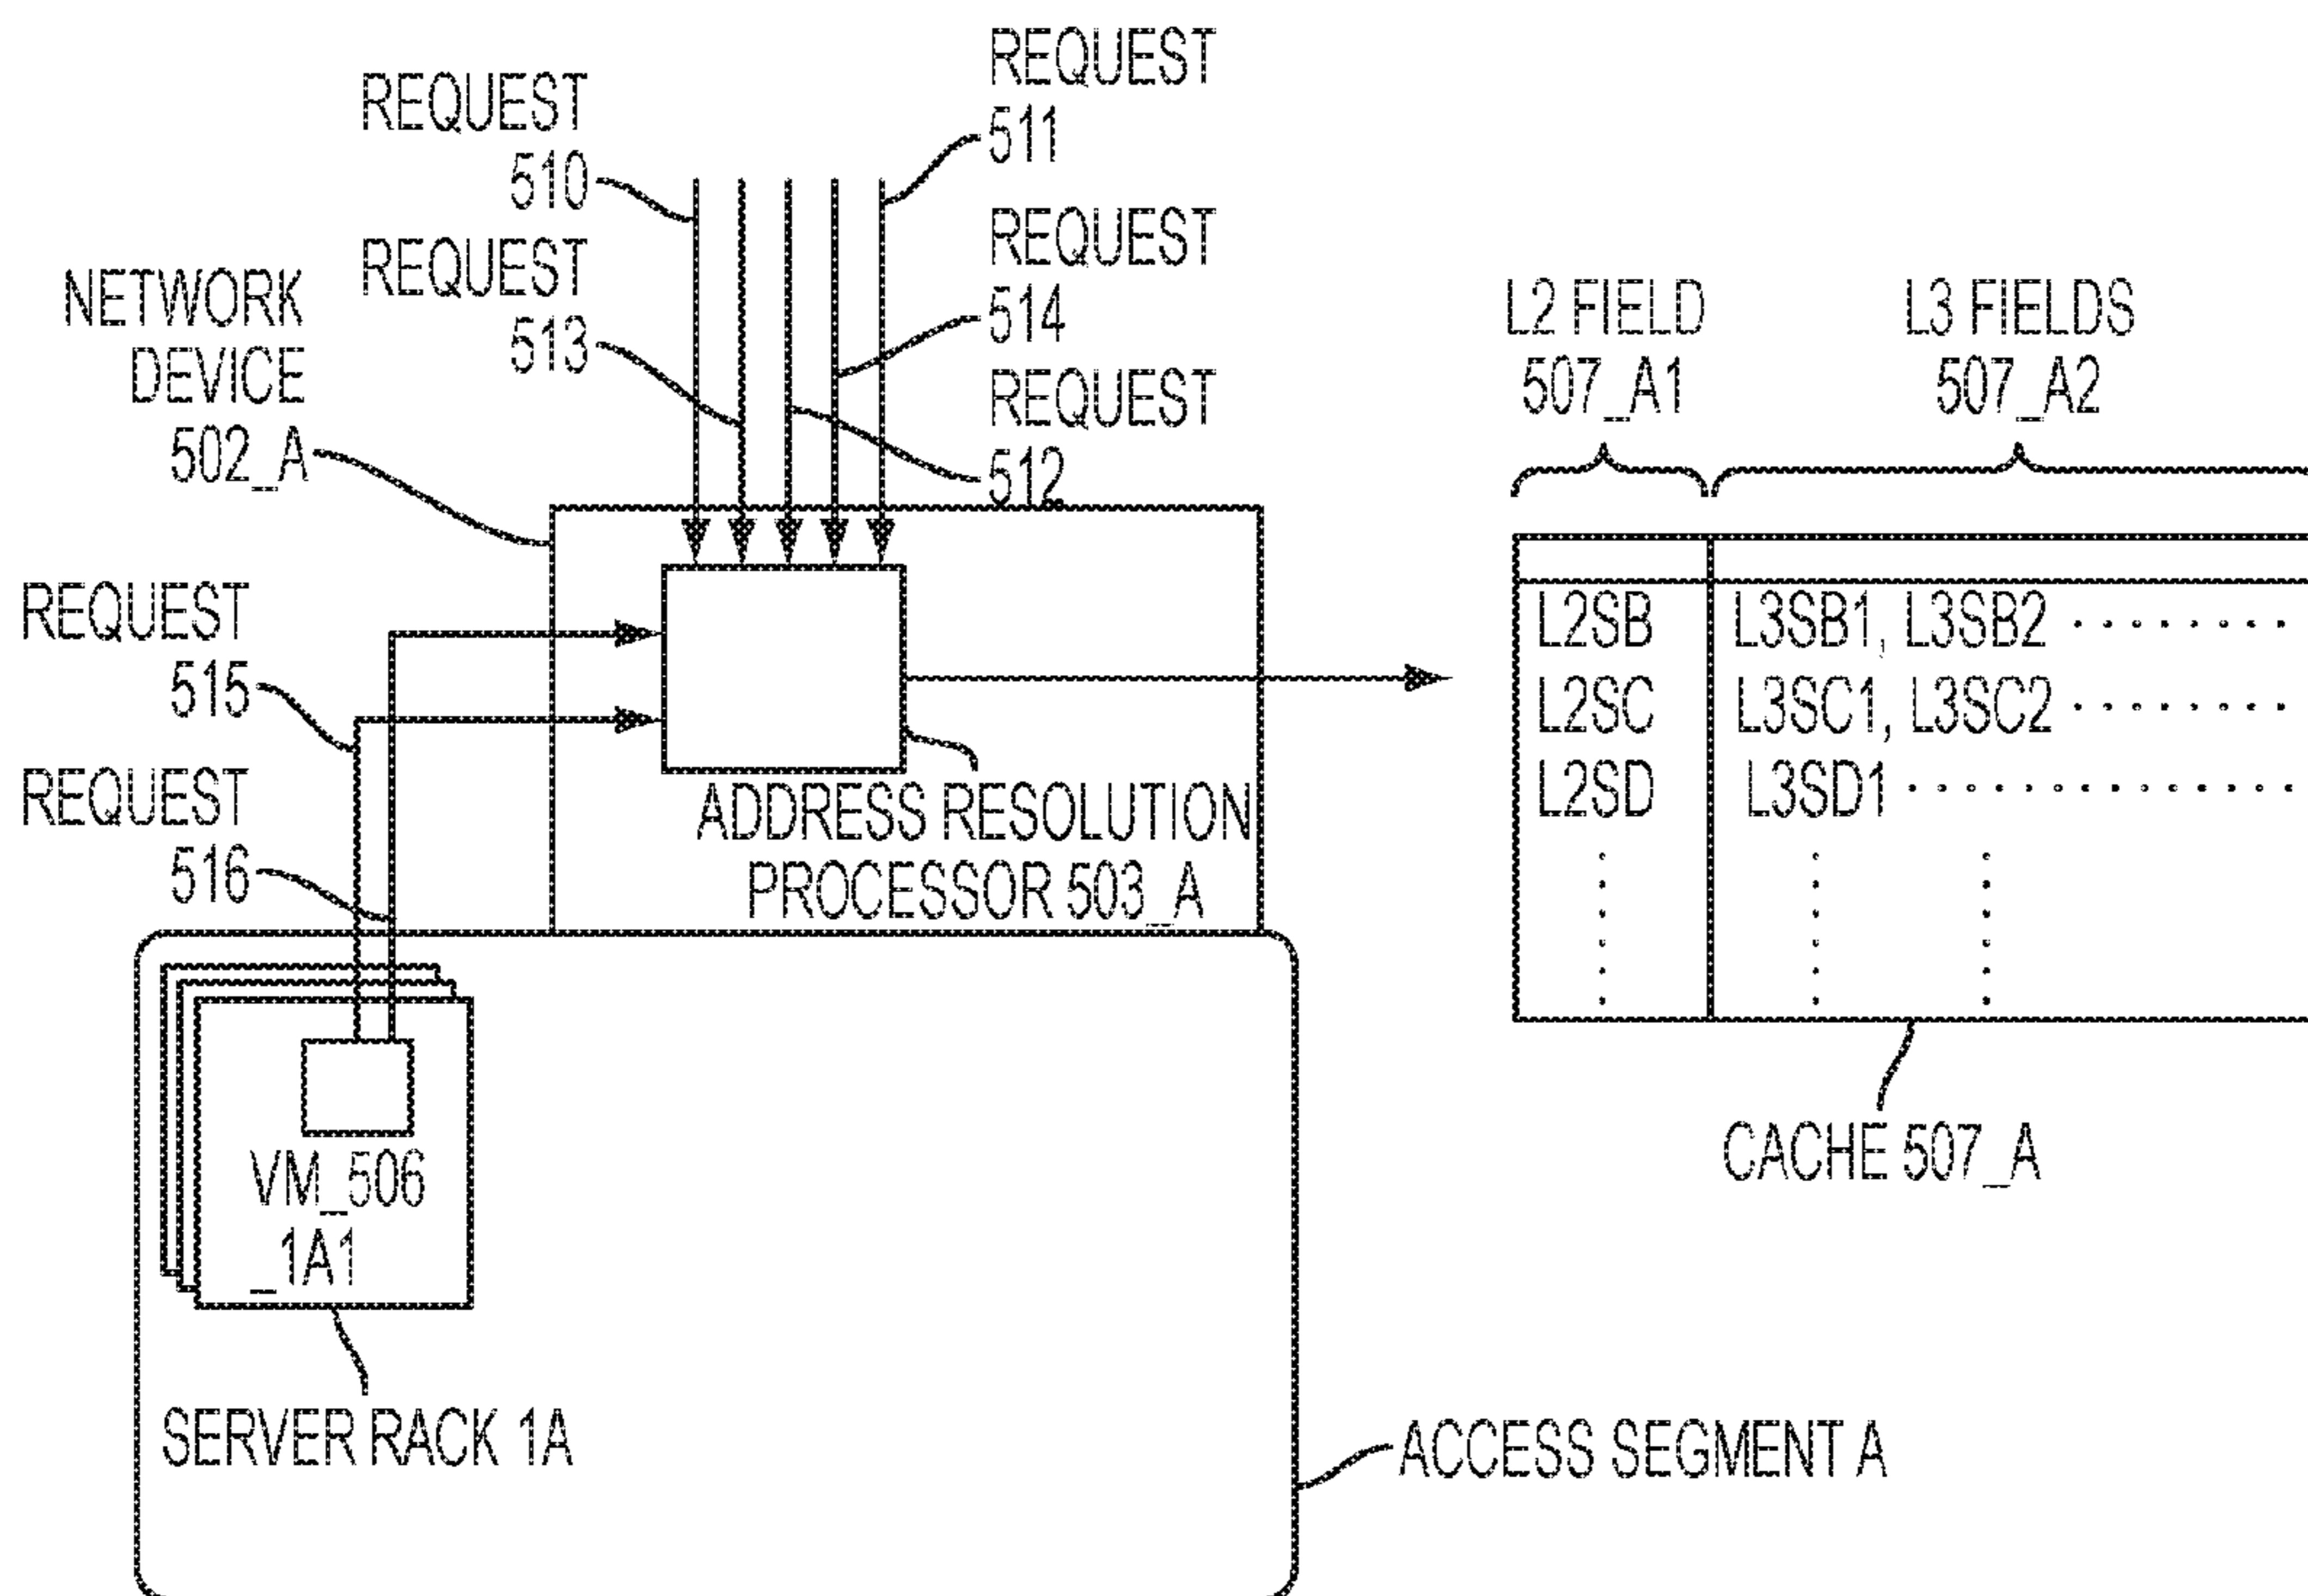 REQUEST
510
REQUEST
511
REQUEST
513
REQUEST
514
REQUEST
512
NETWORK
DEVICE
502_A
L2 FIELD
507_A1
L3 FIELDS
507_A2
REQUEST
515
REQUEST
516
ADDRESS RESOLUTION
PROCESSOR 503_A
L2SB L3SB1, L3SB2 ········
L2SC L3SC1, L3SC2 ········
L2SD L3SD1 ··············
CACHE 507_A
VM_506
_1A1
SERVER RACK 1A
ACCESS SEGMENT A